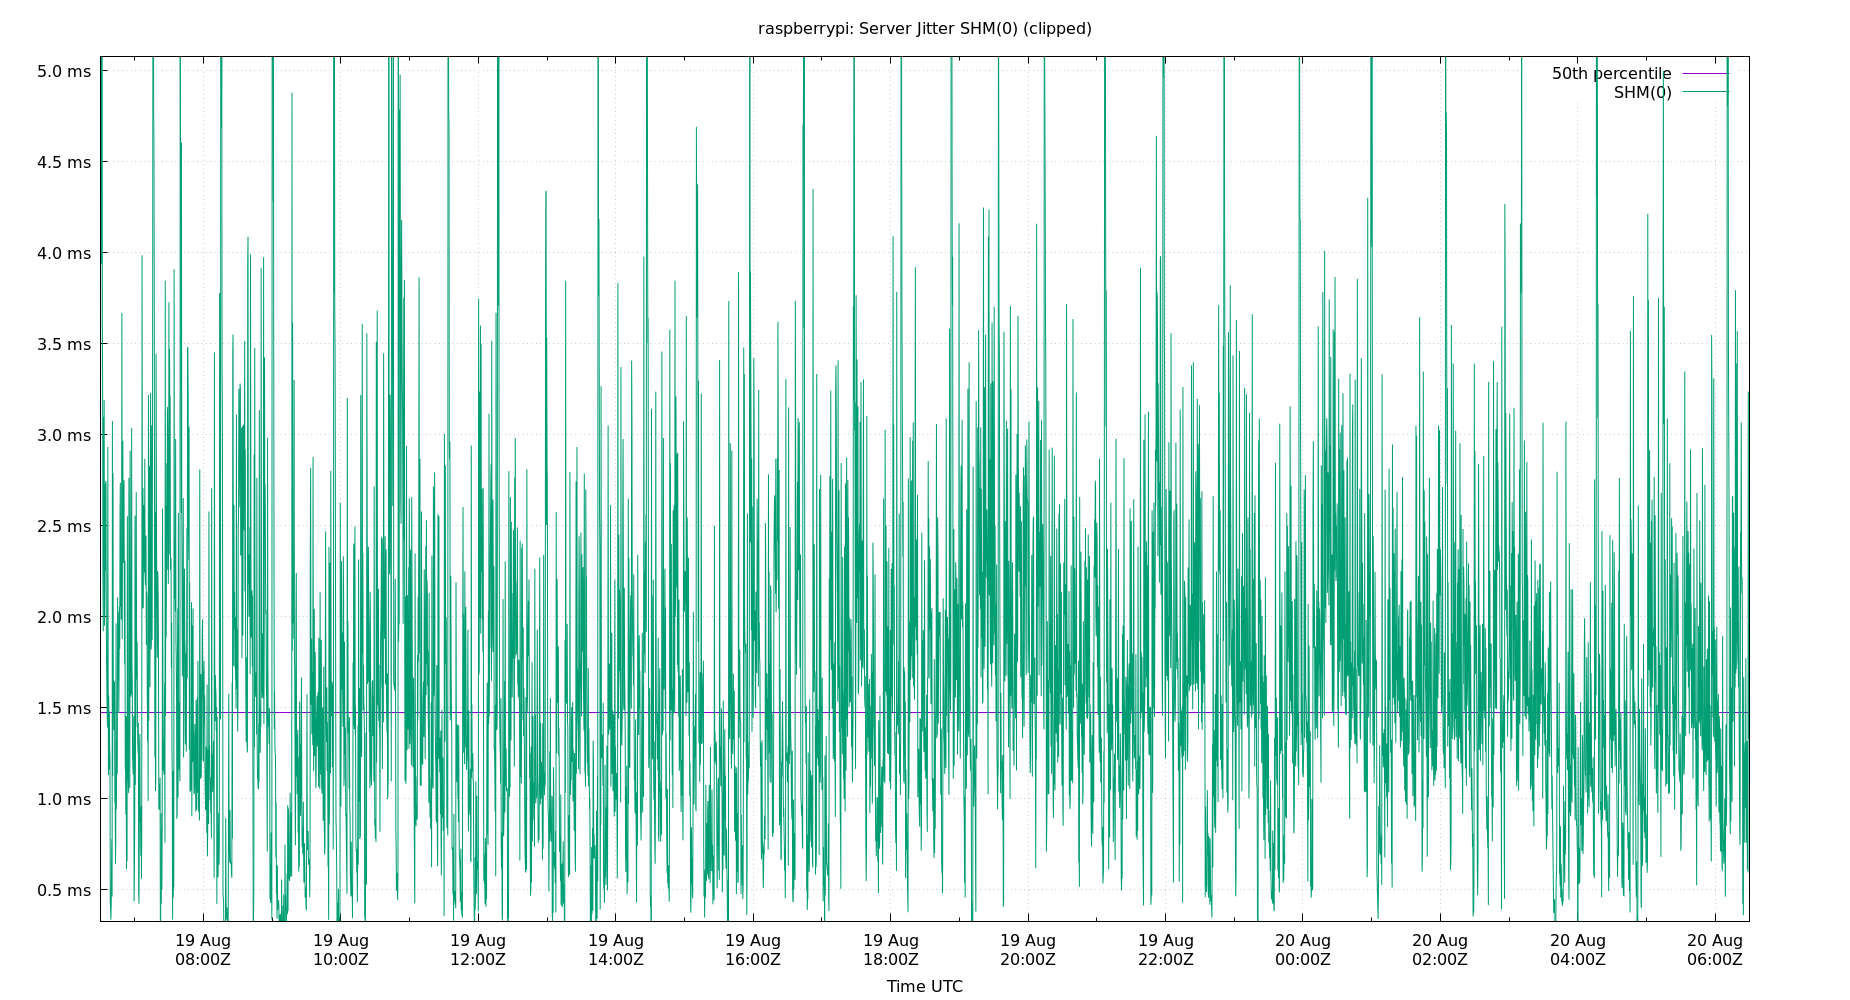 raspberrypi: Server Jitter SHM(0) (clipped)
50th percentile
SHM(0)
5.0 ms
4.5 ms
4.0 ms
3.5 ms
3.0 ms
2.5 ms
2.0 ms
1.5 ms
1.0 ms
0.5 ms
19 Aug 19 Aug 19 Aug 19 Aug 19 Aug 19 Aug 19 Aug 19 Aug 20 Aug 20 Aug 20 Aug 20 Aug
08:00Z 10:00Z 12:00Z 14:00Z 16:00Z 18:00Z 20:00Z 22:00Z 00:00Z 02:00Z 04:00Z 06:00Z
Time UTC